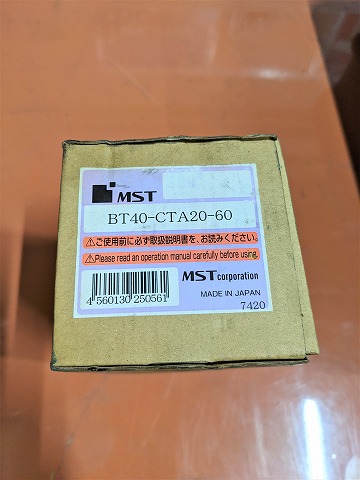 MST
BT40-CTA20-60
⚠ご使用前に必ず取扱説明書を、お読みください。
⚠Please read an operation manual carefully before using.
4 560130 250561
MST corporation
MADE IN JAPAN
7420